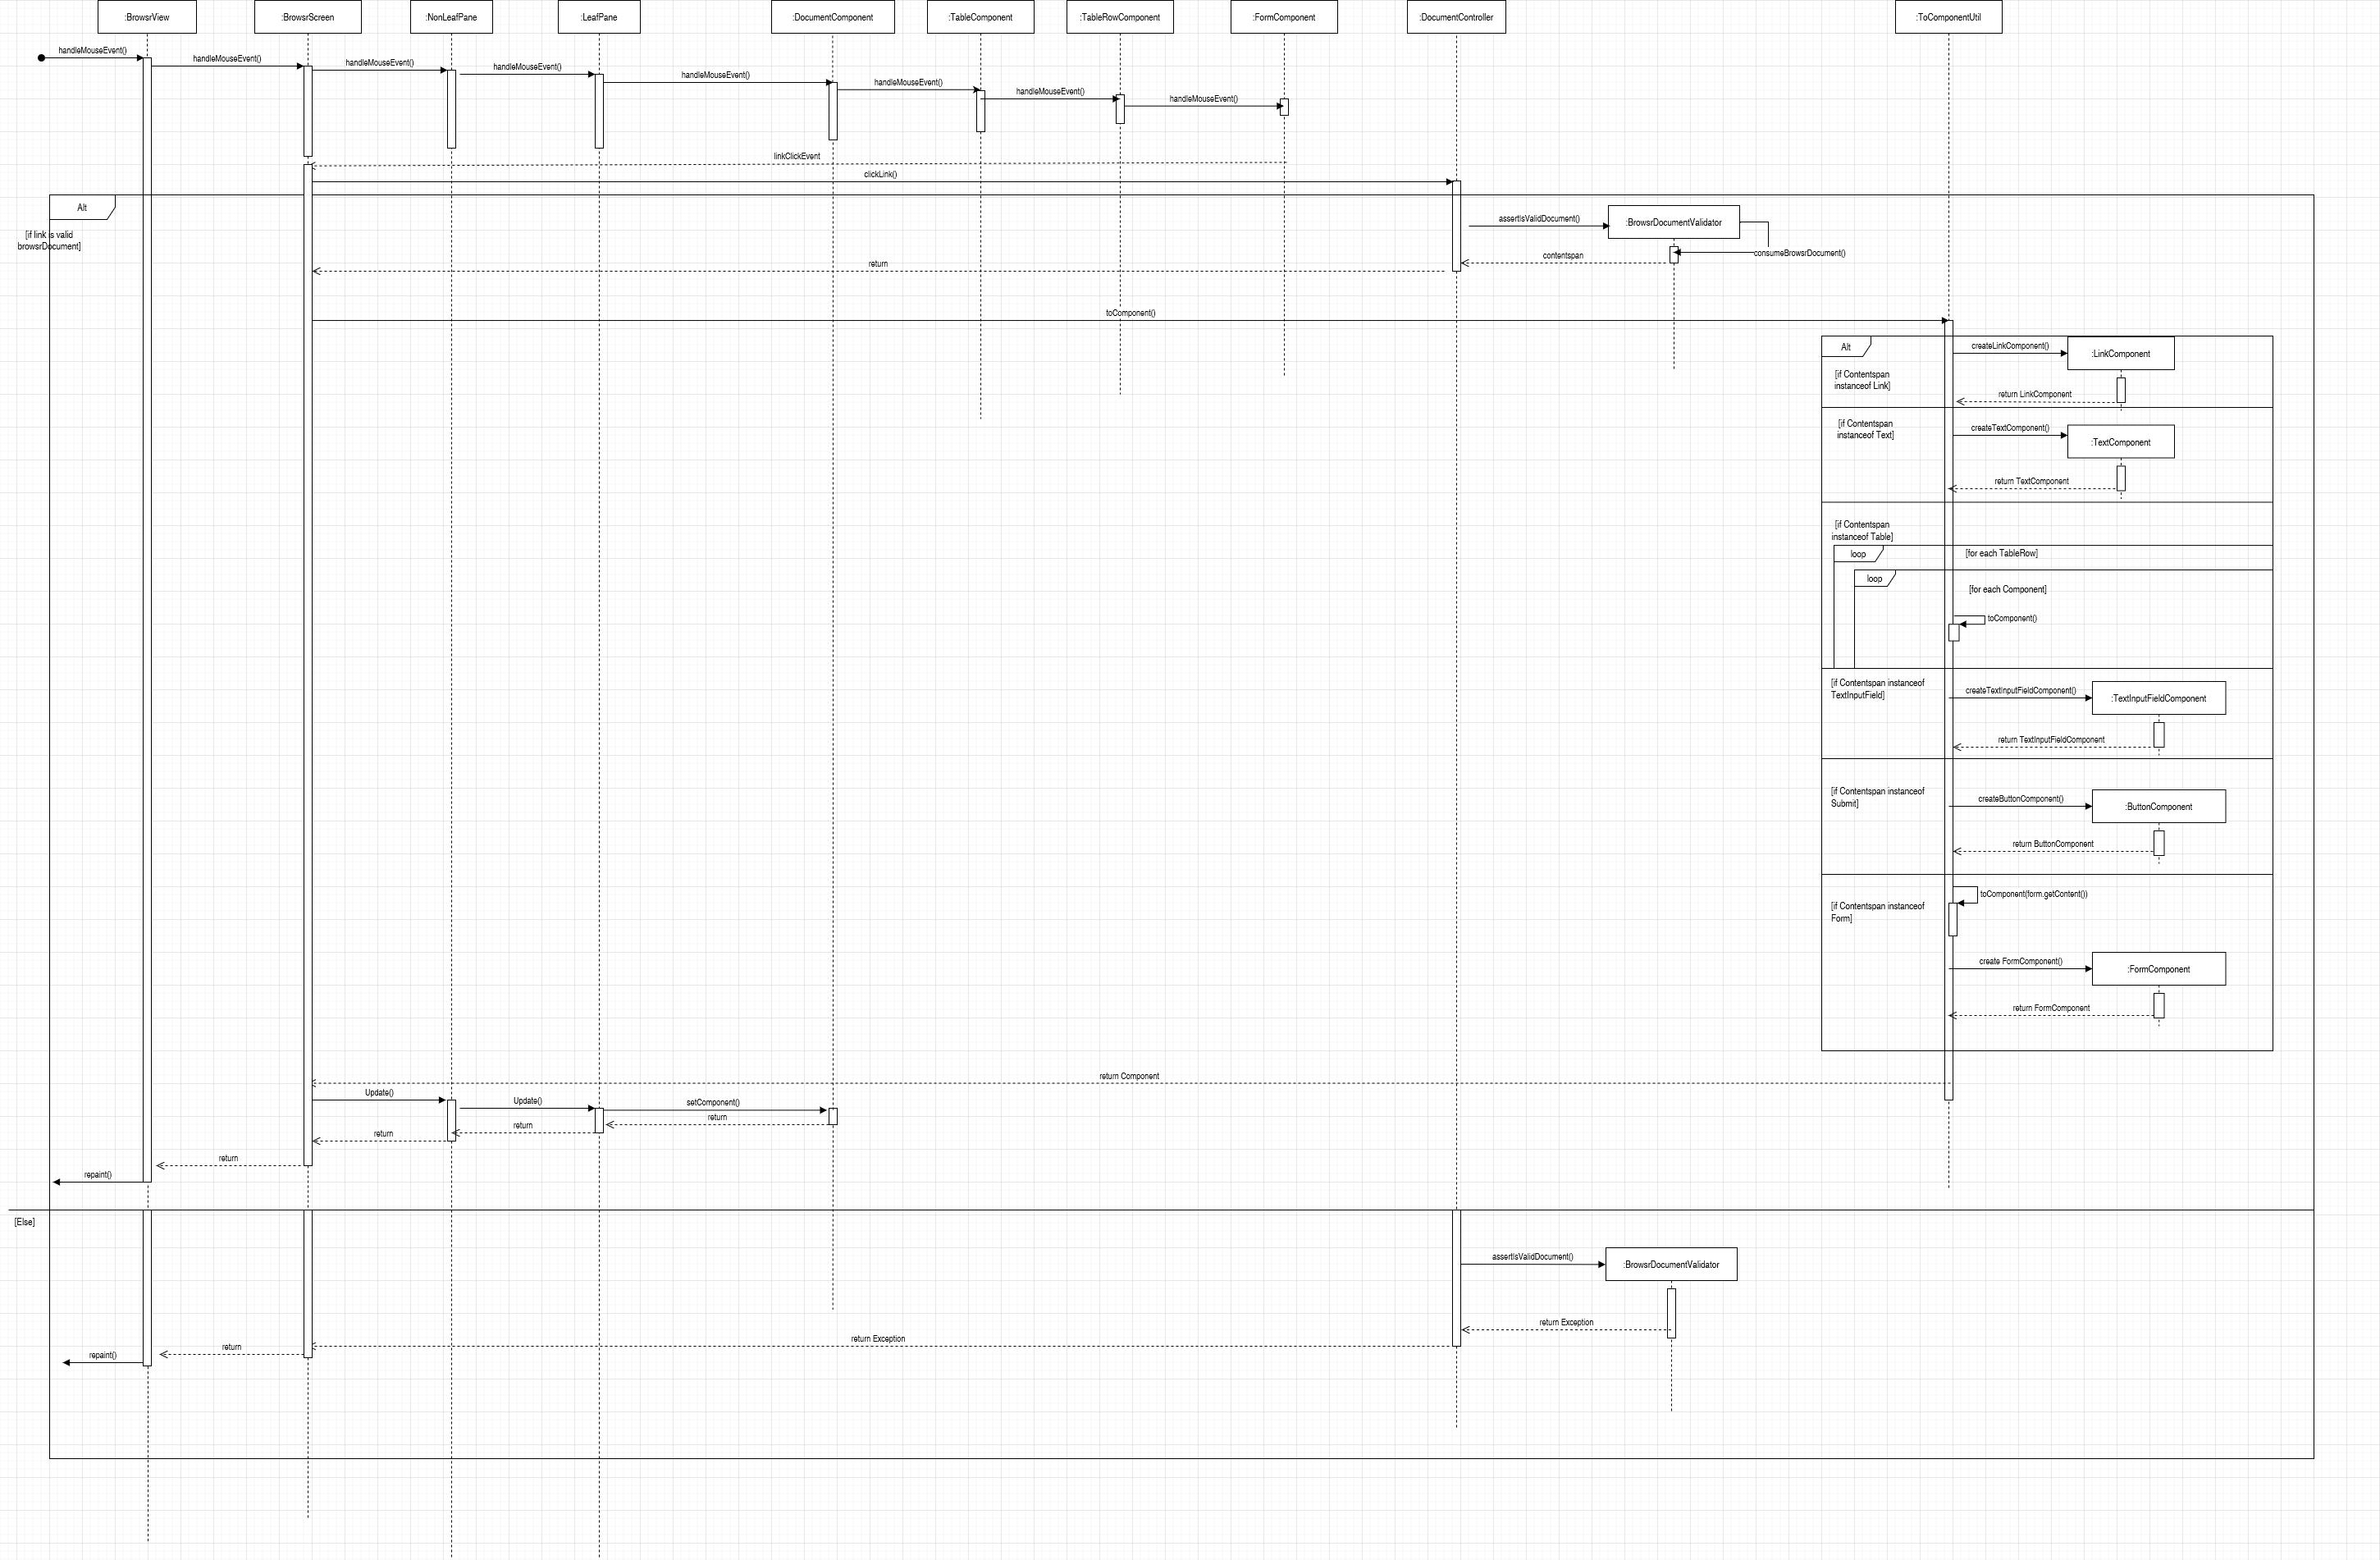 :BrowsrView
:BrowsrScreen
:NonLeafPane
:LeafPane
:DocumentComponent
:TableComponent
:TableRowComponent
:FormComponent
:DocumentController
:ToComponentUtil
handleMouseEvent()
handleMouseEvent()
handleMouseEvent()
handleMouseEvent()
handleMouseEvent()
handleMouseEvent()
handleMouseEvent()
handleMouseEvent()
linkClickEvent
clickLink()
Alt
[if link is valid
browsrDocument]
assertIsValidDocument()
:BrowsrDocumentValidator
consumeBrowsrDocument()
contentspan
return
toComponent()
Alt
[if Contentspan
instanceof Link]
createLinkComponent()
:LinkComponent
return LinkComponent
[if Contentspan
instanceof Text]
createTextComponent()
:TextComponent
return TextComponent
[if Contentspan
instanceof Table]
loop
[for each TableRow]
loop
[for each Component]
toComponent()
[if Contentspan instanceof
TextInputField]
createTextInputFieldComponent()
:TextInputFieldComponent
return TextInputFieldComponent
[if Contentspan instanceof
Submit]
createButtonComponent()
:ButtonComponent
return ButtonComponent
toComponent(form.getContent())
[if Contentspan instanceof
Form]
create FormComponent()
:FormComponent
return FormComponent
return Component
Update()
Update()
setComponent()
return
return
return
return
repaint()
[Else]
assertIsValidDocument()
:BrowsrDocumentValidator
return Exception
return Exception
return
repaint()